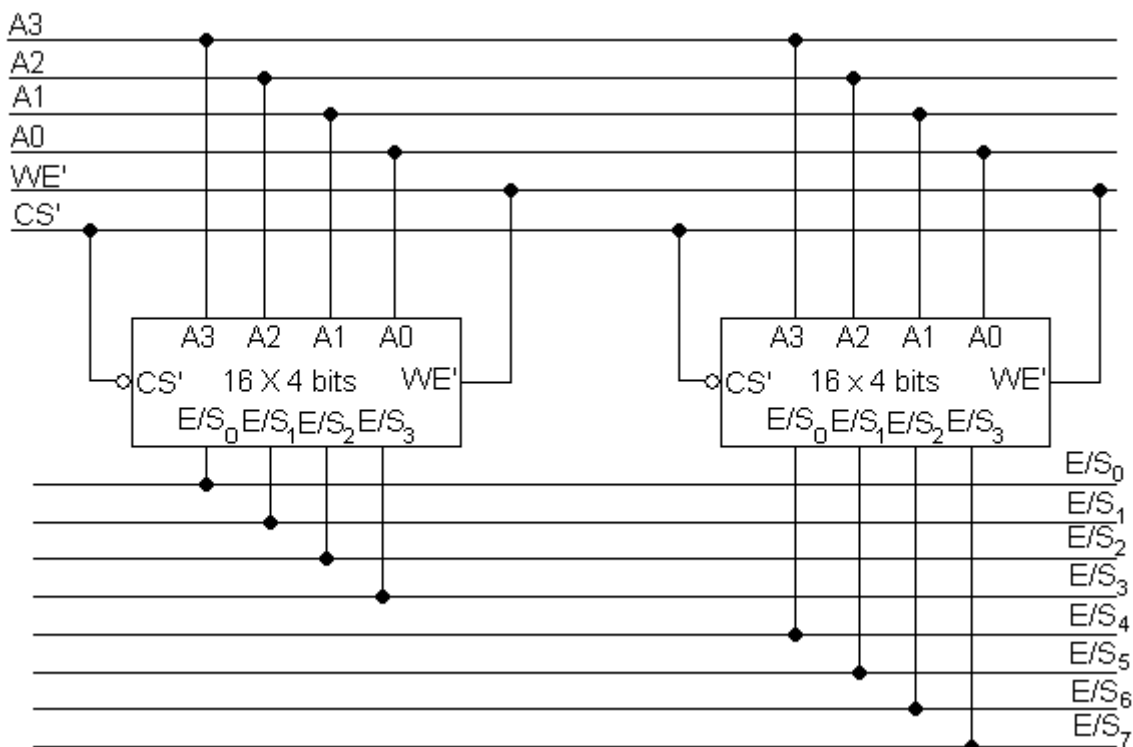 A3
A2
A1
A0
WE'
CS'
A3 A2 A1 A0
CS' 16 X 4 bits WE'
E/S0 E/S1 E/S2 E/S3
A3 A2 A1 A0
CS' 16 x 4 bits WE'
E/S0 E/S1 E/S2 E/S3
E/S0
E/S1
E/S2
E/S3
E/S4
E/S5
E/S6
E/S7